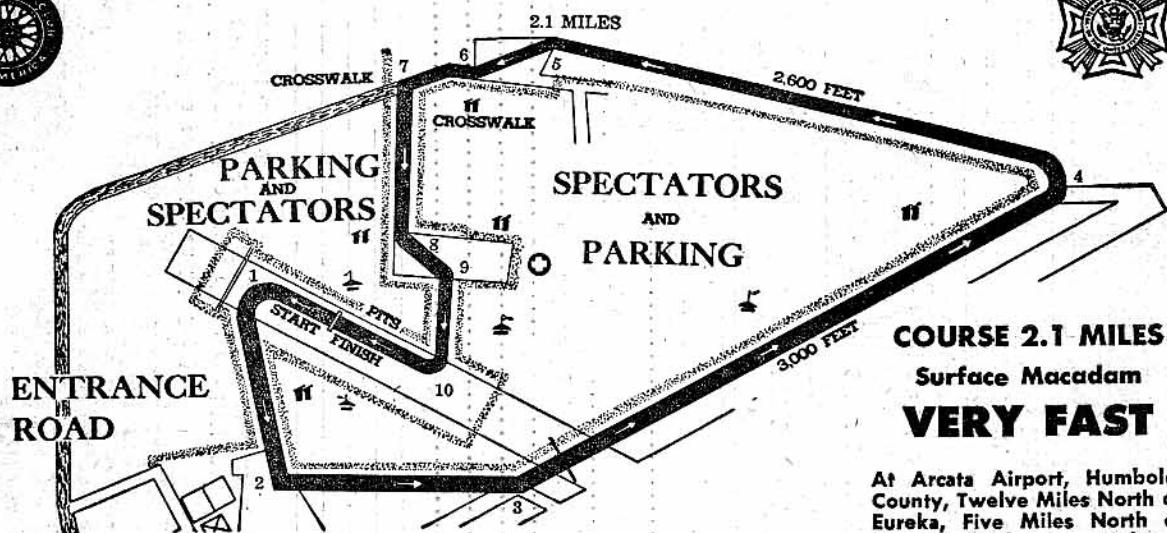 2.1 MILES
6
7
5
CROSSWALK
2,600 FEET
CROSSWALK
4
PARKING
AND
SPECTATORS
SPECTATORS
AND
PARKING
8
9
1
PITS
START FINISH
10
3,000 FEET
ENTRANCE
ROAD
2
3
COURSE 2.1 MILES
Surface Macadam
VERY FAST
At Arcata Airport,
County, Twelve Miles North
Eureka, Five Miles North